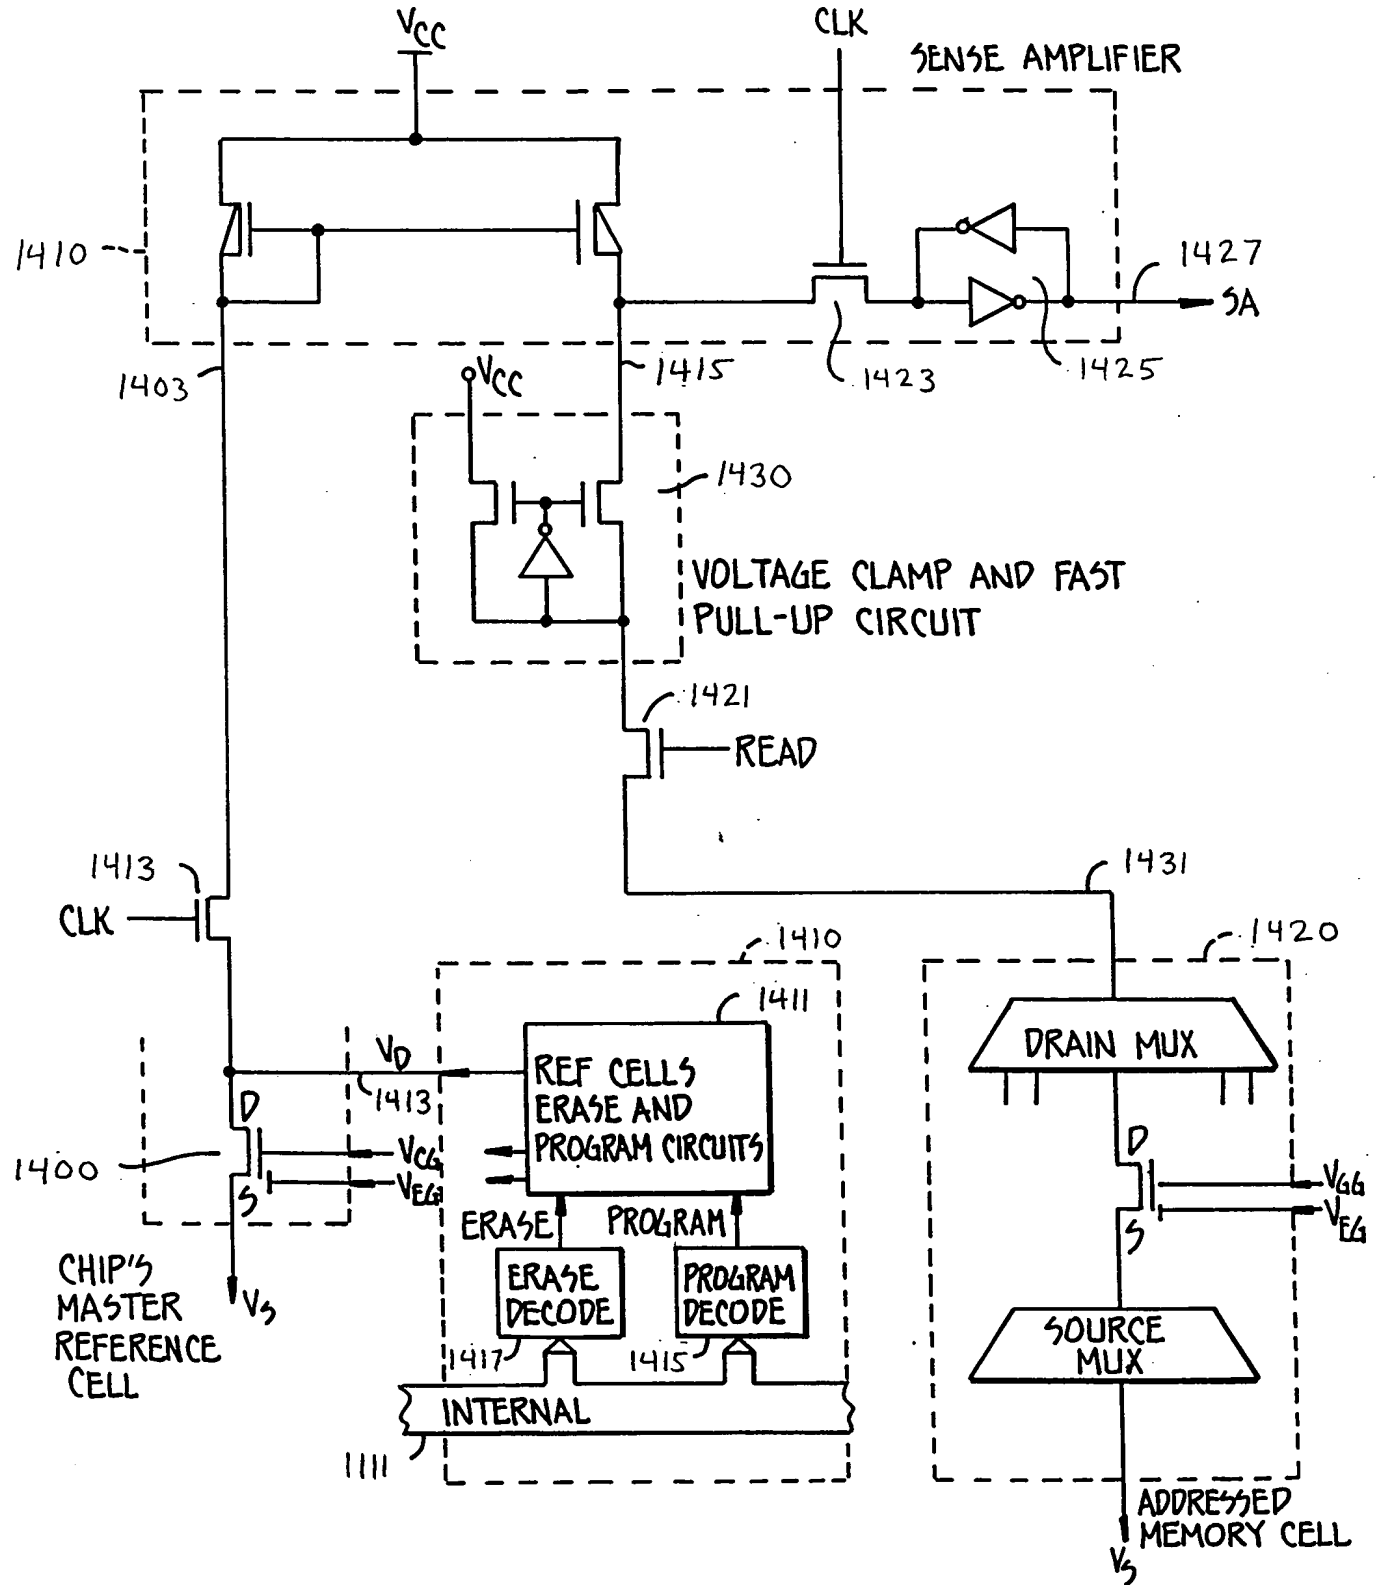 VCC
CLK
SENSE AMPLIFIER
1410
1427
SA
1403
VCC
1415
1423
1425
1430
VOLTAGE CLAMP AND FAST
PULL-UP CIRCUIT
1421
READ
1413
CLK
1431
1410
1420
1411
DRAIN MUX
VD
1413
REF CELLS
ERASE AND
PROGRAM CIRCUITS
D
1400
VCG
VEG
S
D
VGG
VEG
S
ERASE
PROGRAM
CHIP'S
MASTER
REFERENCE
CELL
VS
ERASE
DECODE
PROGRAM
DECODE
SOURCE
MUX
1417
1415
INTERNAL
1111
ADDRESSED
MEMORY CELL
VS